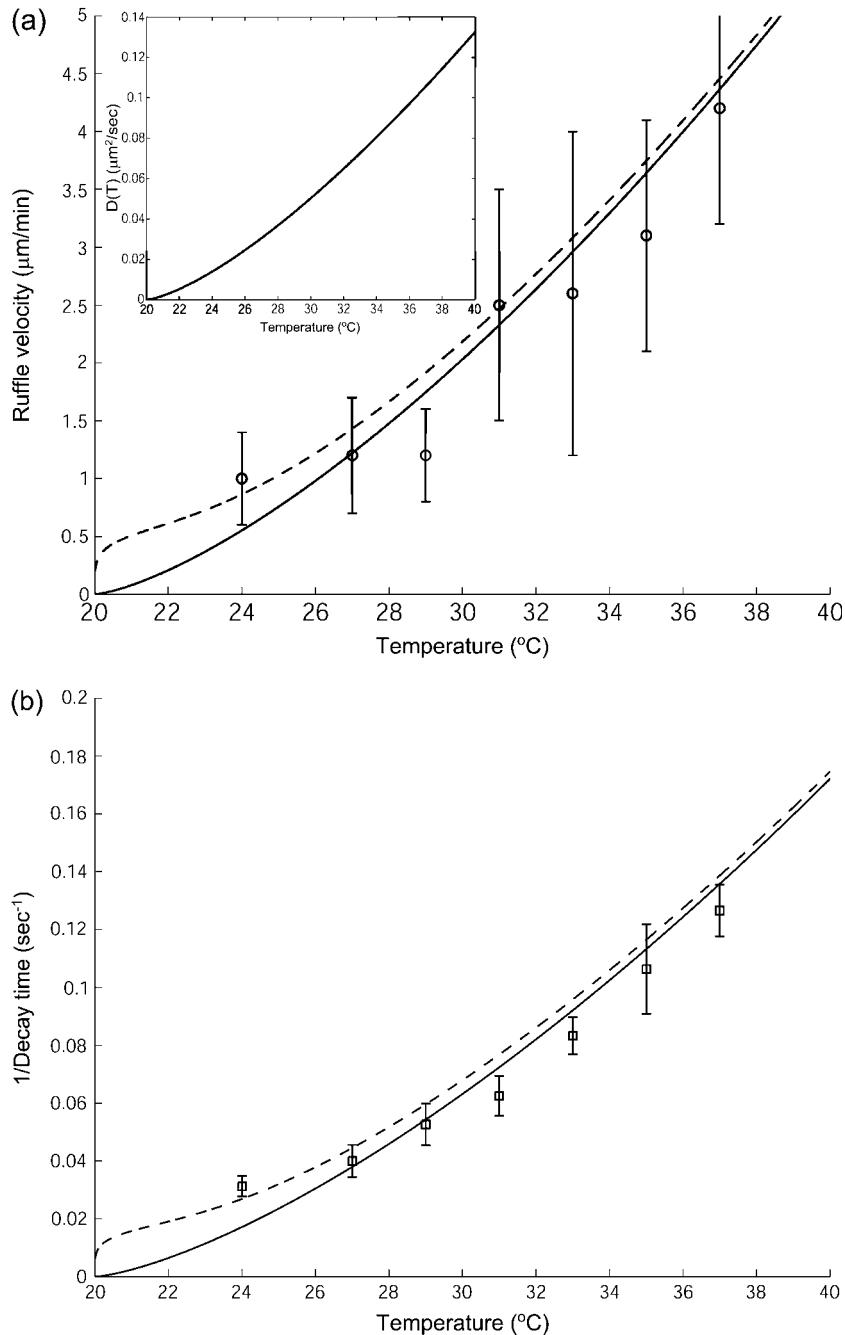 (a)
5
4.5
4
3.5
3
2.5
2
1.5
1
0.5
0
Ruffle velocity (μm/min)
20 22 24 26 28 30 32 34 36 38 40
Temperature (ºC)
0.14
0.12
0.1
0.08
0.06
0.04
0.02
0
D(T) (μm²/sec)
20 22 24 26 28 30 32 34 36 38 40
Temperature (ºC)
(b)
0.2
0.18
0.16
0.14
0.12
0.1
0.08
0.06
0.04
0.02
0
1/Decay time (sec⁻¹)
20 22 24 26 28 30 32 34 36 38 40
Temperature (ºC)